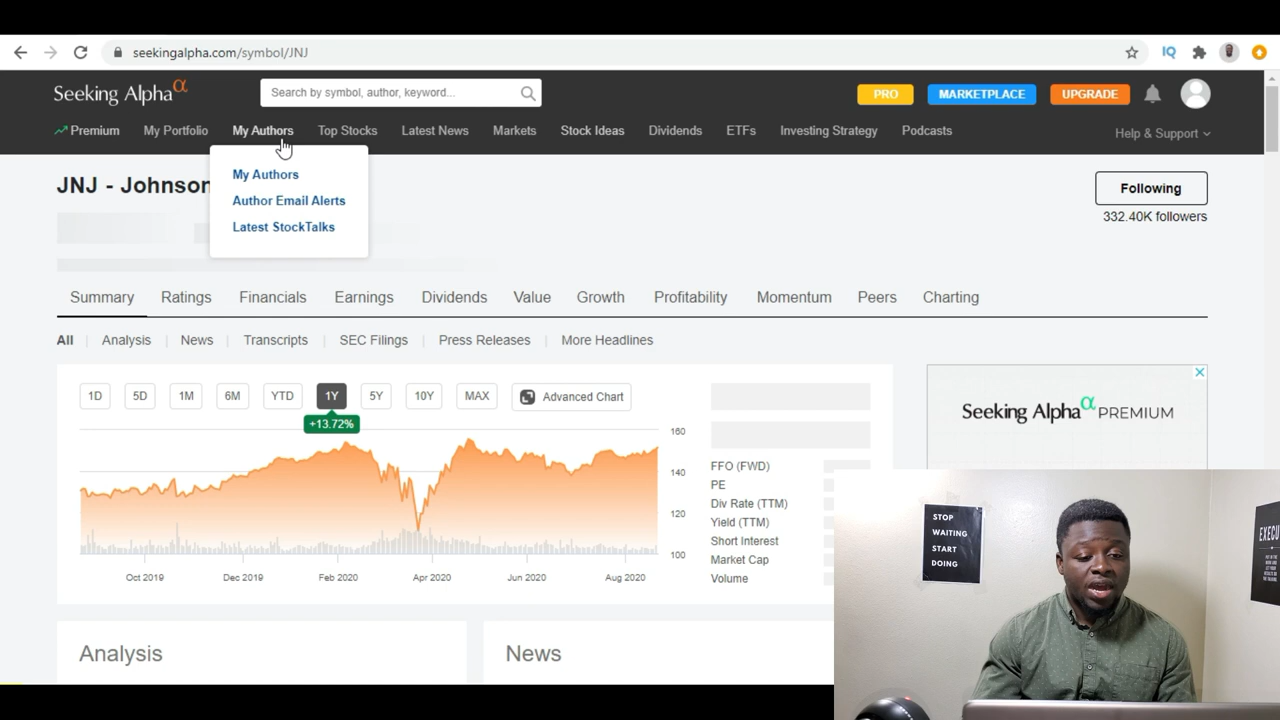 seekingalpha.com/symbol/JNJ
IQ
Seeking Alpha α
Search by symbol, author, keyword...
PRO
MARKETPLACE
UPGRADE
Premium My Portfolio My Authors Top Stocks Latest News Markets Stock Ideas Dividends ETFs Investing Strategy Podcasts Help & Support
My Authors
Author Email Alerts
Latest StockTalks
JNJ - Johnson
Following
332.40K followers
Summary Ratings Financials Earnings Dividends Value Growth Profitability Momentum Peers Charting
All | Analysis | News | Transcripts | SEC Filings | Press Releases | More Headlines
1D 5D 1M 6M YTD 1Y 5Y 10Y MAX Advanced Chart
+13.72%
160
140
120
100
Oct 2019 Dec 2019 Feb 2020 Apr 2020 Jun 2020 Aug 2020
FFO (FWD)
PE
Div Rate (TTM)
Yield (TTM)
Short Interest
Market Cap
Volume
Seeking Alpha α PREMIUM
Analysis
News
STOP
WAITING
START
DOING